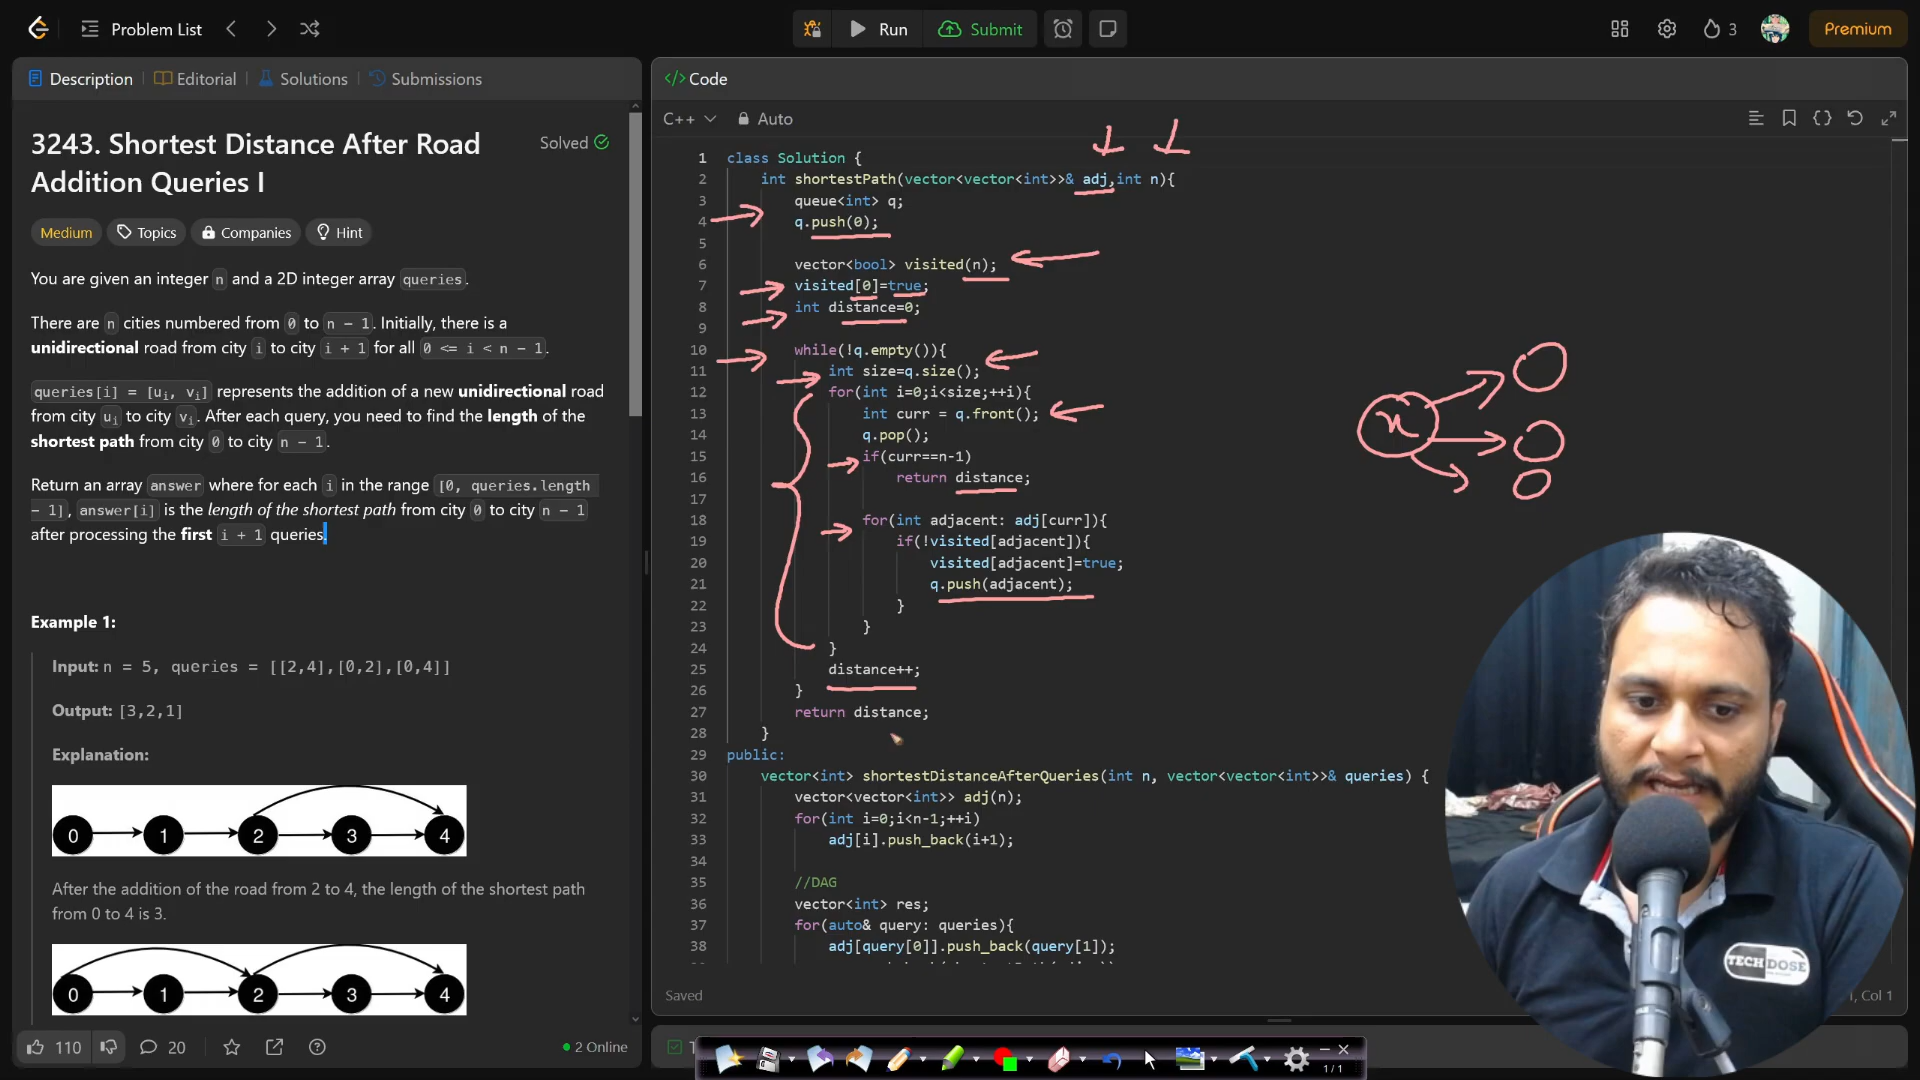 Problem List
Run
Submit
3
Premium
Description
Editorial
Solutions
Submissions
3243. Shortest Distance After Road
Addition Queries I
Solved
Medium
Topics
Companies
Hint
You are given an integer n and a 2D integer array queries.
There are n cities numbered from 0 to n - 1. Initially, there is a
unidirectional road from city i to city i + 1 for all 0 <= i < n - 1.
queries[i] = [ui, vi] represents the addition of a new unidirectional road
from city ui to city vi. After each query, you need to find the length of the
shortest path from city 0 to city n - 1.
Return an array answer where for each i in the range [0, queries.length
- 1], answer[i] is the length of the shortest path from city 0 to city n - 1
after processing the first i + 1 queries.
Example 1:
Input: n = 5, queries = [[2,4],[0,2],[0,4]]
Output: [3,2,1]
Explanation:
0 1 2 3 4
After the addition of the road from 2 to 4, the length of the shortest path
from 0 to 4 is 3.
0 1 2 3 4
110
20
2 Online
Code
C++
Auto
1 class Solution {
2 int shortestPath(vector<vector<int>>& adj,int n){
3 queue<int> q;
4 q.push(0);
5
6 vector<bool> visited(n);
7 visited[0]=true;
8 int distance=0;
9
10 while(!q.empty()){
11 int size=q.size();
12 for(int i=0;i<size;++i){
13 int curr = q.front();
14 q.pop();
15 if(curr==n-1)
16 return distance;
17
18 for(int adjacent: adj[curr]){
19 if(!visited[adjacent]){
20 visited[adjacent]=true;
21 q.push(adjacent);
22 }
23 }
24 }
25 distance++;
26 }
27 return distance;
28 }
29 public:
30 vector<int> shortestDistanceAfterQueries(int n, vector<vector<int>>& queries) {
31 vector<vector<int>> adj(n);
32 for(int i=0;i<n-1;++i)
33 adj[i].push_back(i+1);
34
35 //DAG
36 vector<int> res;
37 for(auto& query: queries){
38 adj[query[0]].push_back(query[1]);
Saved
1, Col 1
TECHDOSE
1/1